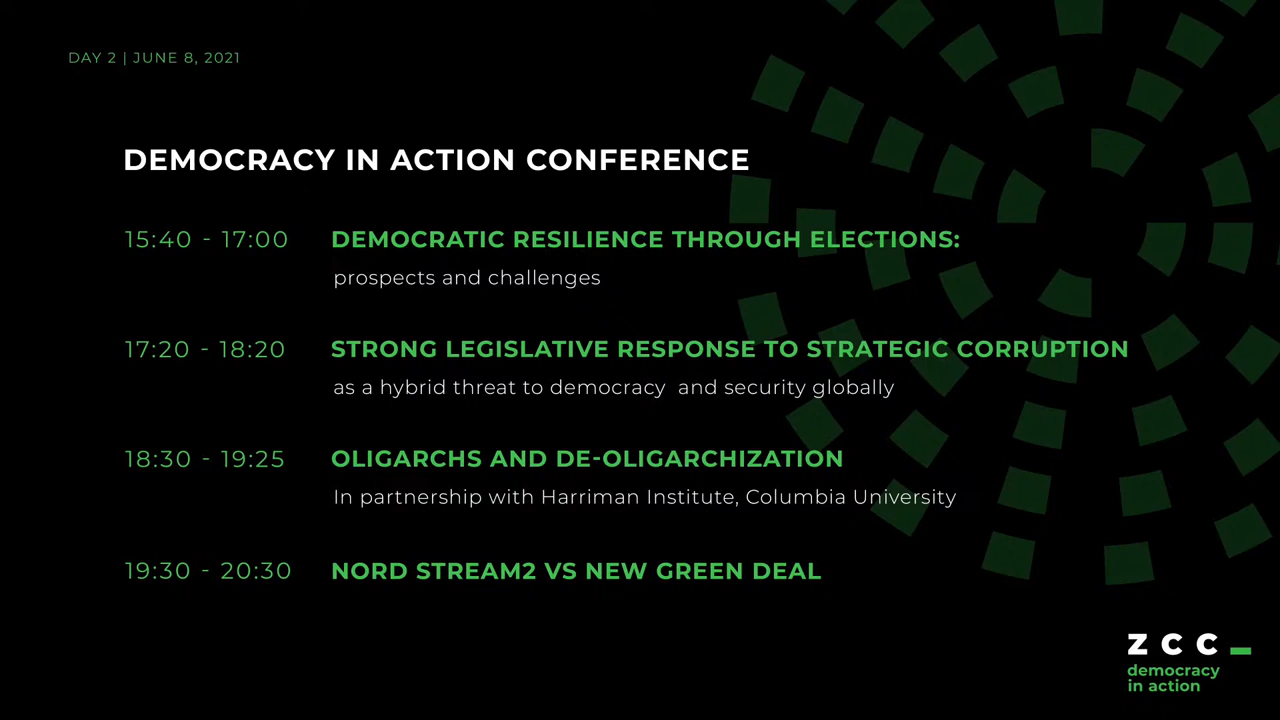 DAY 2 | JUNE 8, 2021
DEMOCRACY IN ACTION CONFERENCE
15:40 - 17:00 DEMOCRATIC RESILIENCE THROUGH ELECTIONS:
prospects and challenges
17:20 - 18:20 STRONG LEGISLATIVE RESPONSE TO STRATEGIC CORRUPTION
as a hybrid threat to democracy and security globally
18:30 - 19:25 OLIGARCHS AND DE-OLIGARCHIZATION
In partnership with Harriman Institute, Columbia University
19:30 - 20:30 NORD STREAM2 VS NEW GREEN DEAL
zcc_
democracy
in action